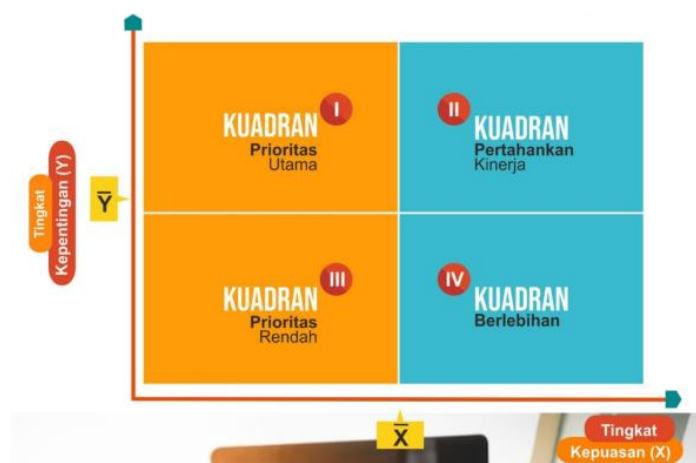 I
KUADRAN
Prioritas
Utama
II
KUADRAN
Pertahankan
Kinerja
Tingkat
Kepentingan (Y)
Y̅
III
KUADRAN
Prioritas
Rendah
IV
KUADRAN
Berlebihan
X̅
Tingkat
Kepuasan (X)